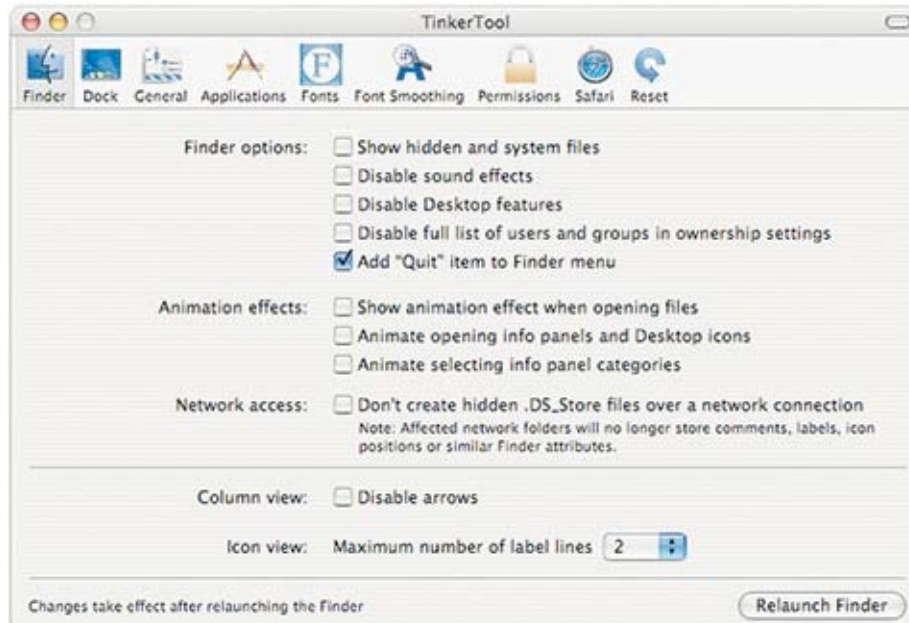 TinkerTool
Finder Dock General Applications Fonts Font Smoothing Permissions Safari Reset
Finder options: Show hidden and system files
Disable sound effects
Disable Desktop features
Disable full list of users and groups in ownership settings
Add "Quit" item to Finder menu
Animation effects: Show animation effect when opening files
Animate opening info panels and Desktop icons
Animate selecting info panel categories
Network access: Don't create hidden .DS_Store files over a network connection
Note: Affected network folders will no longer store comments, labels, icon
positions or similar Finder attributes.
Column view: Disable arrows
Icon view: Maximum number of label lines 2
Changes take effect after relaunching the Finder Relaunch Finder